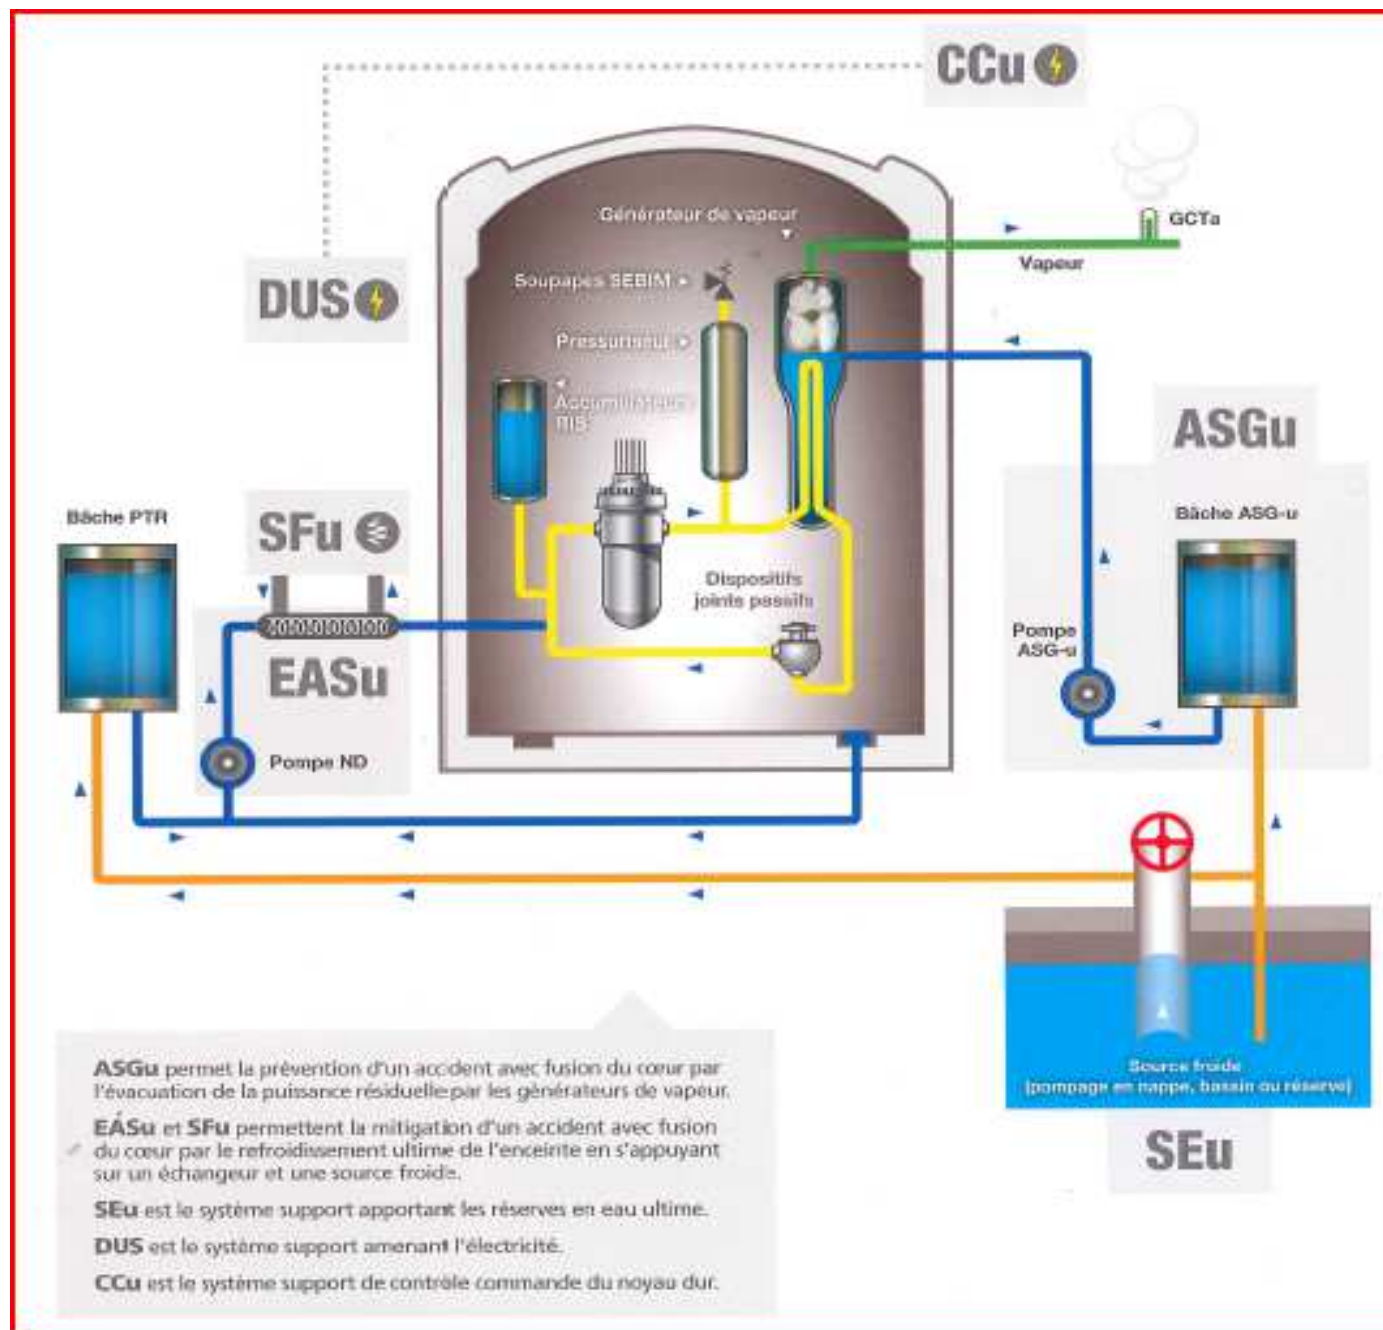 CCu
GCTa
Générateur de vapeur
Vapeur
Soupapes SEBIM
DUS
Pressuriseur
Accumulateurs
RIS
ASGu
Bâche PTR
SFu
Bâche ASG-u
Dispositifs
joints passifs
Pompe
ASG-u
EASu
Pompe ND
Source froide
(pompage en nappe, bassin ou réserve)
SEu
ASGu permet la prévention d'un accident avec fusion du cœur par
l'évacuation de la puissance résiduelle par les générateurs de vapeur.
EÁSu et SFu permettent la mitigation d'un accident avec fusion
du cœur par le refroidissement ultime de l'enceinte en s'appuyant
sur un échangeur et une source froide.
SEu est le système support apportant les réserves en eau ultime.
DUS est le système support amenant l'électricité.
CCu est le système support de contrôle commande du noyau dur.